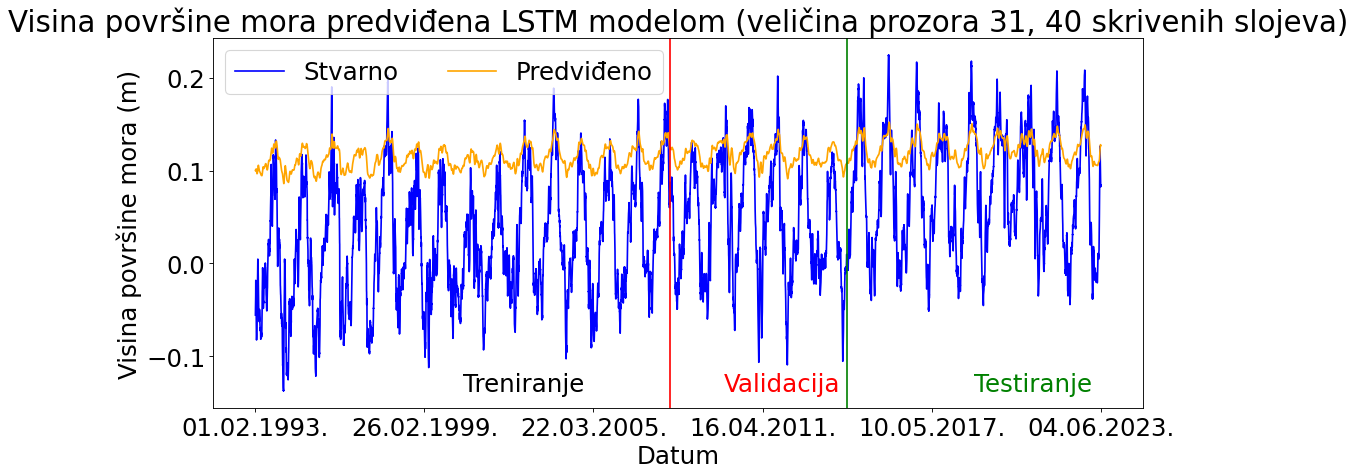 Visina površine mora predviđena LSTM modelom (veličina prozora 31, 40 skrivenih slojeva)
Stvarno
Predviđeno
Visina površine mora (m)
0.2
0.1
0.0
−0.1
Treniranje
Validacija
Testiranje
01.02.1993.
26.02.1999.
22.03.2005.
16.04.2011.
10.05.2017.
04.06.2023.
Datum